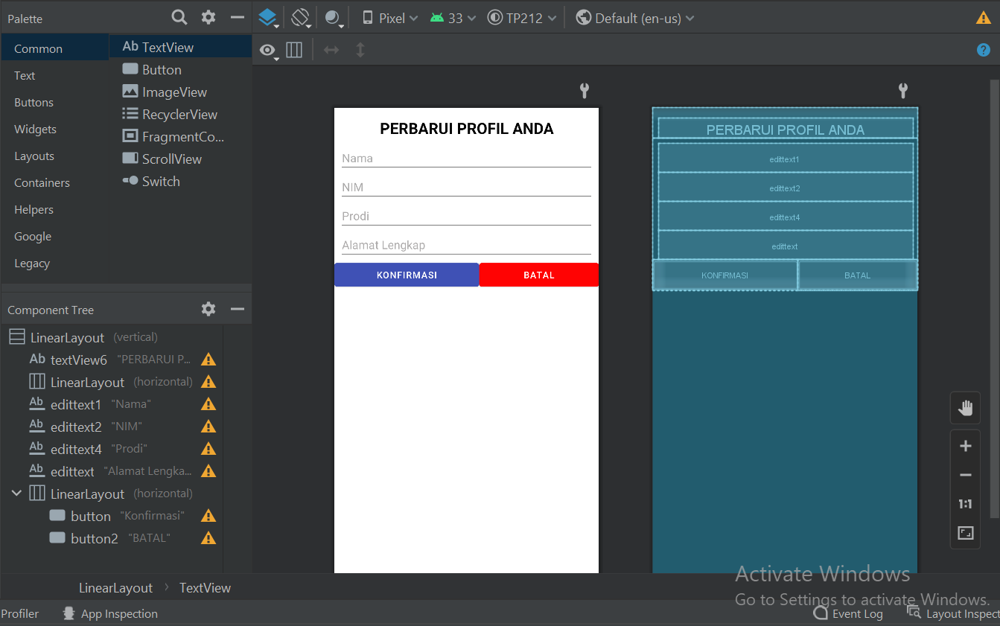 Palette
Pixel 33 TP212 Default (en-us)
Common
Text
Buttons
Widgets
Layouts
Containers
Helpers
Google
Legacy
Ab TextView
Button
ImageView
RecyclerView
FragmentCo...
ScrollView
Switch
?
Component Tree
LinearLayout (vertical)
Ab textView6 "PERBARUI P...
LinearLayout (horizontal)
Ab edittext1 "Nama"
Ab edittext2 "NIM"
Ab edittext4 "Prodi"
Ab edittext "Alamat Lengka...
LinearLayout (horizontal)
button "Konfirmasi"
button2 "BATAL"
PERBARUI PROFIL ANDA
Nama
NIM
Prodi
Alamat Lengkap
KONFIRMASI BATAL
PERBARUI PROFIL ANDA
edittext1
edittext2
edittext4
edittext
KONFIRMASI BATAL
1:1
Activate Windows
Go to Settings to activate Windows.
LinearLayout > TextView
Profiler App Inspection Event Log Layout Inspect